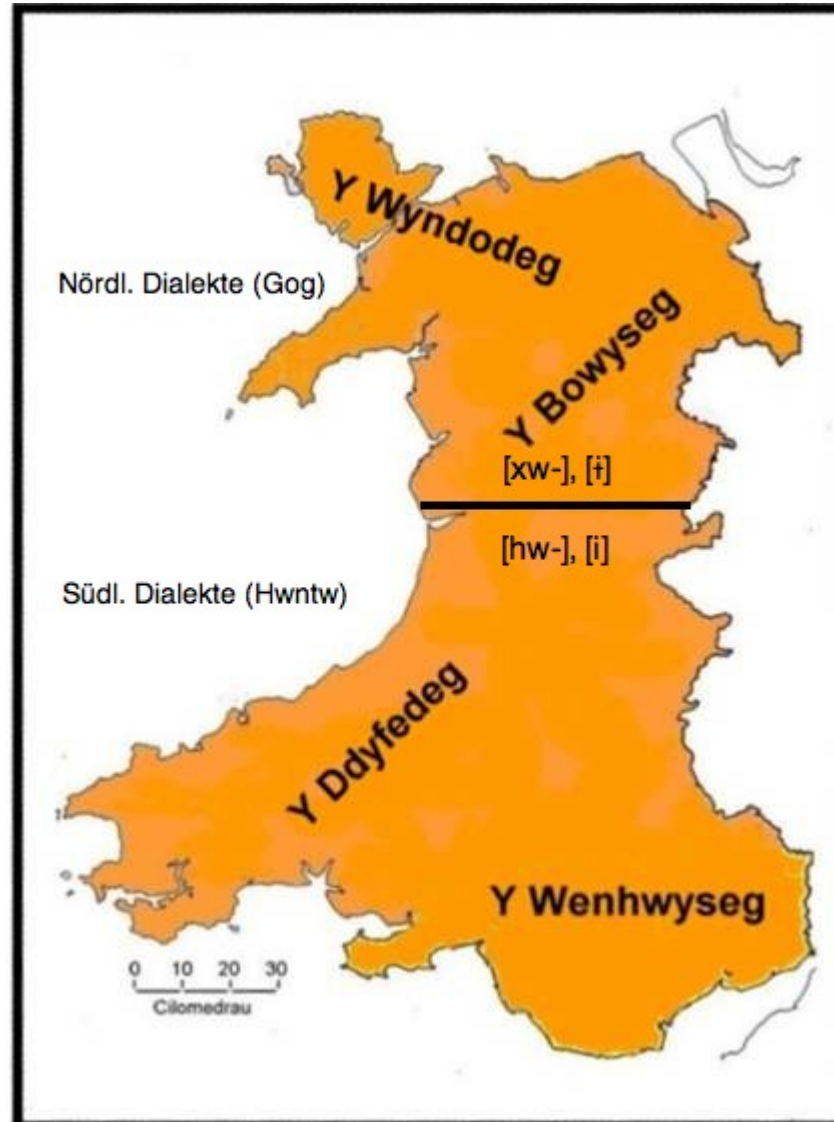 Y Wyndodeg
Nördl. Dialekte (Gog)
Y Bowyseg
[xw-], [ɨ]
[hw-], [i]
Südl. Dialekte (Hwntw)
Y Ddyfedeg
Y Wenhwyseg
0 10 20 30
Cilomedrau